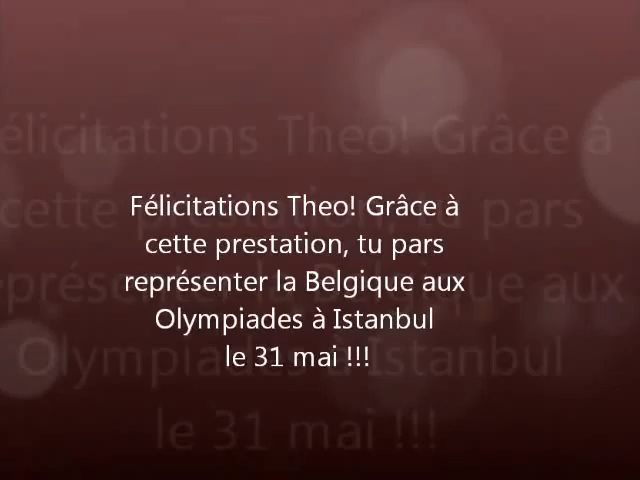 Félicitations Theo! Grâce à
cette prestation, tu pars
représenter la Belgique aux
Olympiades à Istanbul
le 31 mai !!!